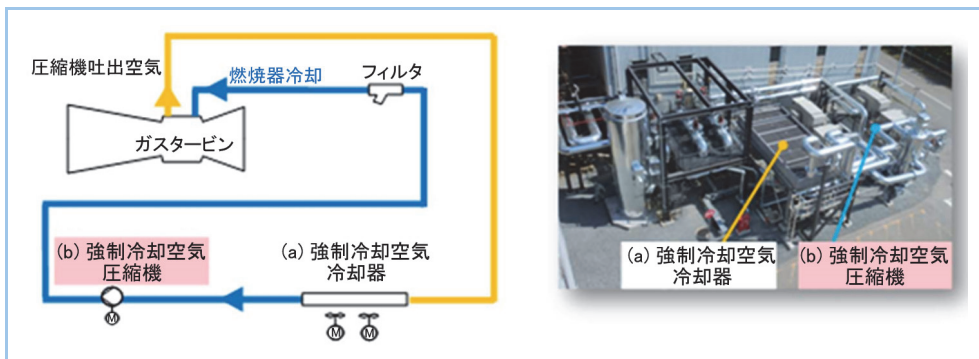 圧縮機吐出空気
燃焼器冷却
フィルタ
ガスタービン
(b) 強制冷却空気
圧縮機
(a) 強制冷却空気
冷却器
M
M
M
(a) 強制冷却空気
冷却器
(b) 強制冷却空気
圧縮機